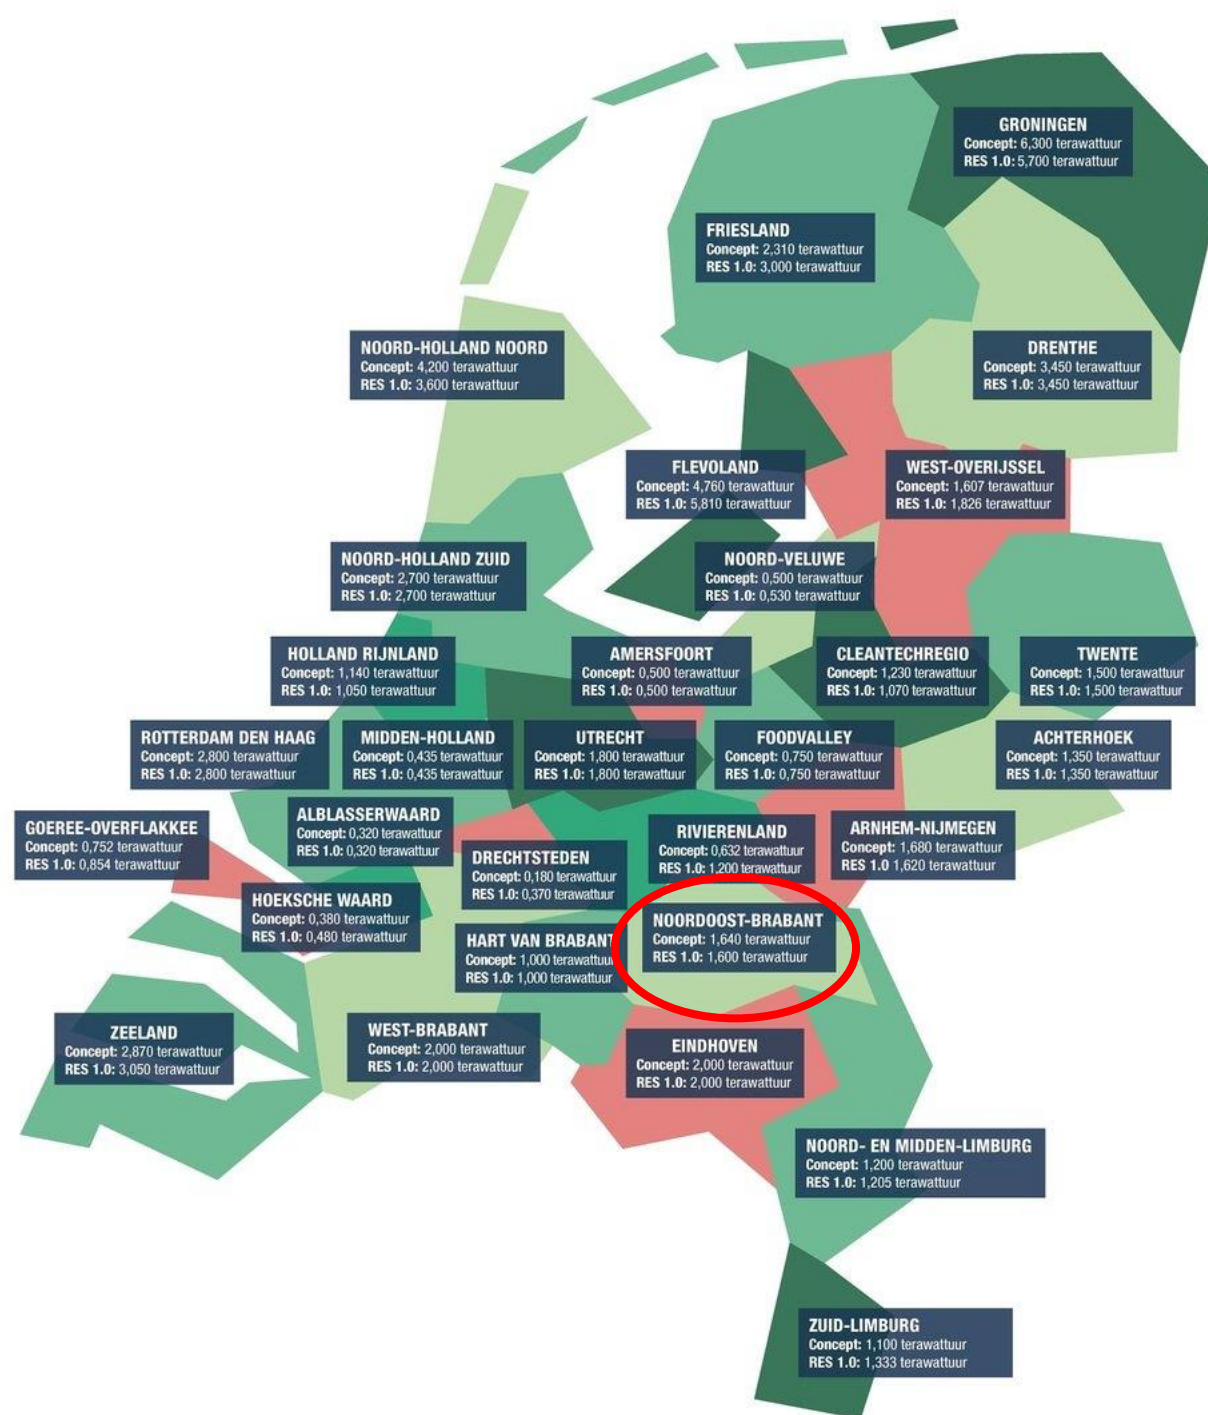 GRONINGEN
Concept: 6,300 terawattuur
RES 1.0: 5,700 terawattuur
FRIESLAND
Concept: 2,310 terawattuur
RES 1.0: 3,000 terawattuur
NOORD-HOLLAND NOORD
Concept: 4,200 terawattuur
RES 1.0: 3,600 terawattuur
DRENTHE
Concept: 3,450 terawattuur
RES 1.0: 3,450 terawattuur
FLEVOLAND
Concept: 4,760 terawattuur
RES 1.0: 5,810 terawattuur
WEST-OVERIJSSEL
Concept: 1,607 terawattuur
RES 1.0: 1,826 terawattuur
NOORD-HOLLAND ZUID
Concept: 2,700 terawattuur
RES 1.0: 2,700 terawattuur
NOORD-VELUWE
Concept: 0,500 terawattuur
RES 1.0: 0,530 terawattuur
HOLLAND RIJNLAND
Concept: 1,140 terawattuur
RES 1.0: 1,050 terawattuur
AMERSFOORT
Concept: 0,500 terawattuur
RES 1.0: 0,500 terawattuur
CLEANTECHREGIO
Concept: 1,230 terawattuur
RES 1.0: 1,070 terawattuur
TWENTE
Concept: 1,500 terawattuur
RES 1.0: 1,500 terawattuur
ROTTERDAM DEN HAAG
Concept: 2,800 terawattuur
RES 1.0: 2,800 terawattuur
MIDDEN-HOLLAND
Concept: 0,435 terawattuur
RES 1.0: 0,435 terawattuur
UTRECHT
Concept: 1,800 terawattuur
RES 1.0: 1,800 terawattuur
FOODVALLEY
Concept: 0,750 terawattuur
RES 1.0: 0,750 terawattuur
ACHTERHOEK
Concept: 1,350 terawattuur
RES 1.0: 1,350 terawattuur
GOEREE-OVERFLAKKEE
Concept: 0,752 terawattuur
RES 1.0: 0,854 terawattuur
ALBLASSERWAARD
Concept: 0,320 terawattuur
RES 1.0: 0,320 terawattuur
DRECHTSTEDEN
Concept: 0,180 terawattuur
RES 1.0: 0,370 terawattuur
RIVIERENLAND
Concept: 0,632 terawattuur
RES 1.0: 1,200 terawattuur
ARNHEM-NIJMEGEN
Concept: 1,680 terawattuur
RES 1.0 1,620 terawattuur
HOEKSCHE WAARD
Concept: 0,380 terawattuur
RES 1.0: 0,480 terawattuur
HART VAN BRABANT
Concept: 1,000 terawattuur
RES 1.0: 1,000 terawattuur
NOORDOOST-BRABANT
Concept: 1,640 terawattuur
RES 1.0: 1,600 terawattuur
ZEELAND
Concept: 2,870 terawattuur
RES 1.0: 3,050 terawattuur
WEST-BRABANT
Concept: 2,000 terawattuur
RES 1.0: 2,000 terawattuur
EINDHOVEN
Concept: 2,000 terawattuur
RES 1.0: 2,000 terawattuur
NOORD- EN MIDDEN-LIMBURG
Concept: 1,200 terawattuur
RES 1.0: 1,205 terawattuur
ZUID-LIMBURG
Concept: 1,100 terawattuur
RES 1.0: 1,333 terawattuur